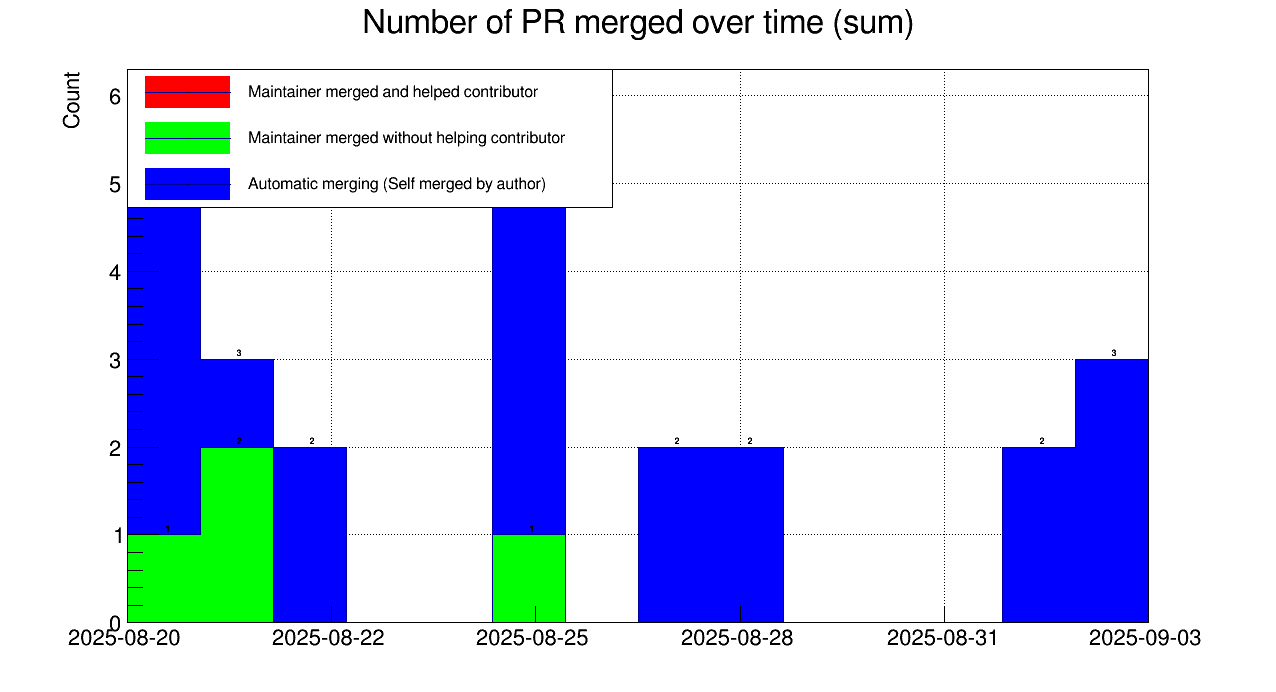 Number of PR merged over time (sum)
Count
Maintainer merged and helped contributor
Maintainer merged without helping contributor
Automatic merging (Self merged by author)
6
5
4
3
2
1
0
1
3
2
2
1
2
2
2
3
2025-08-20 2025-08-22 2025-08-25 2025-08-28 2025-08-31 2025-09-03